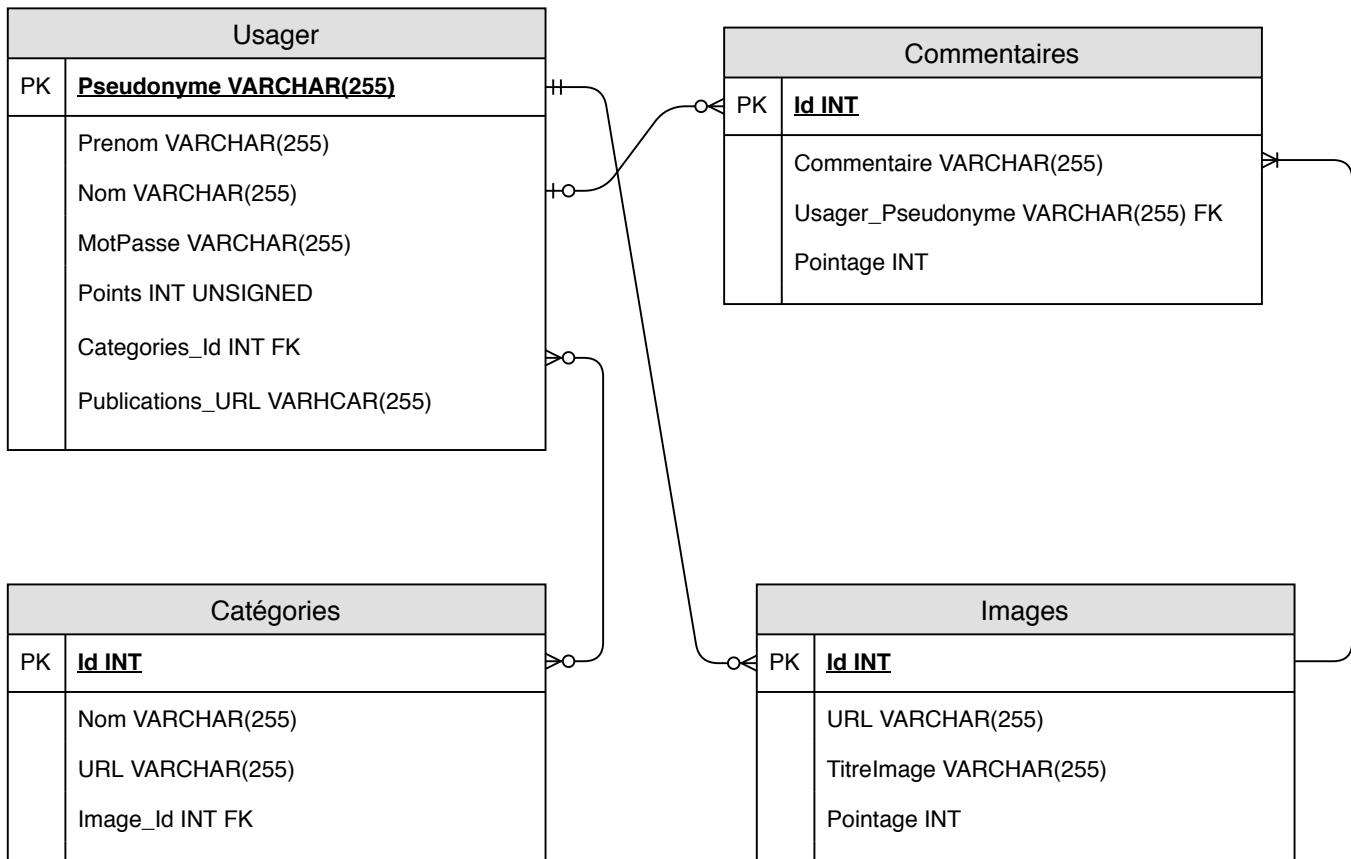 Usager
PK Pseudonyme VARCHAR(255)
Prenom VARCHAR(255)
Nom VARCHAR(255)
MotPasse VARCHAR(255)
Points INT UNSIGNED
Categories_Id INT FK
Publications_URL VARHCAR(255)
Commentaires
PK Id INT
Commentaire VARCHAR(255)
Usager_Pseudonyme VARCHAR(255) FK
Pointage INT
Catégories
PK Id INT
Nom VARCHAR(255)
URL VARCHAR(255)
Image_Id INT FK
Images
PK Id INT
URL VARCHAR(255)
TitreImage VARCHAR(255)
Pointage INT